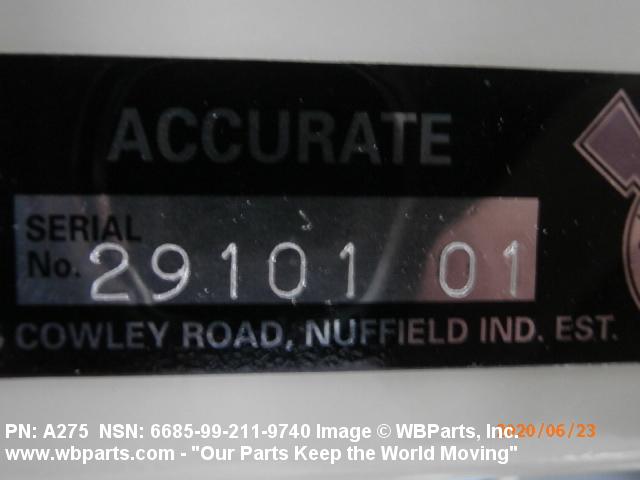 ACCURATE
SERIAL
No. 29101 01
COWLEY ROAD, NUFFIELD IND. EST.
PN: A275 NSN: 6685-99-211-9740 Image © WBParts, Inc.
2020/06/23
www.wbparts.com - "Our Parts Keep the World Moving"